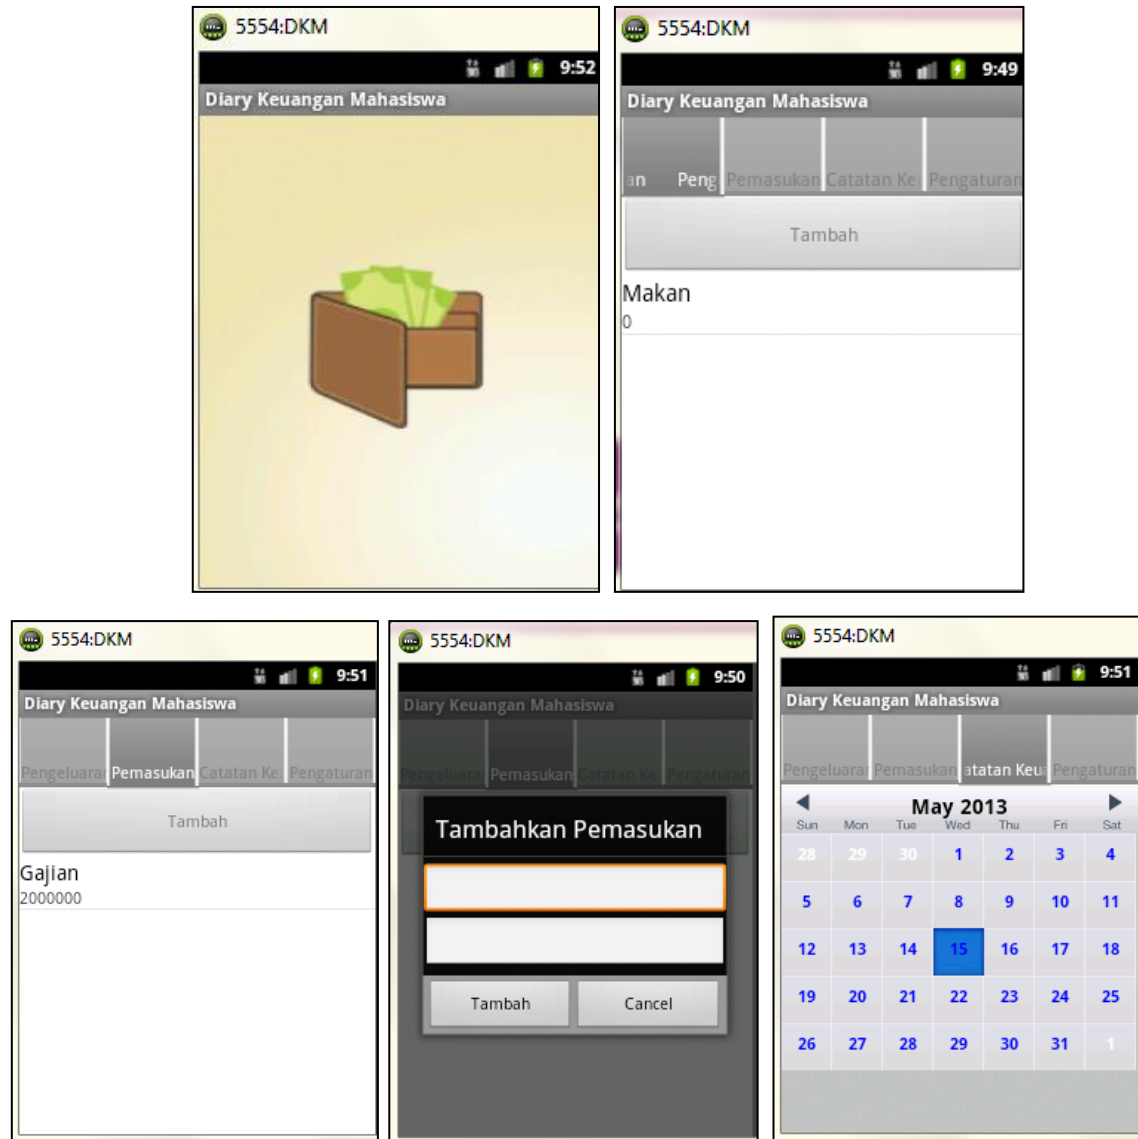 5554:DKM
9:52
Diary Keuangan Mahasiswa
5554:DKM
9:49
Diary Keuangan Mahasiswa
an Peng Pemasukan Catatan Ke Pengaturan
Tambah
Makan
0
5554:DKM
9:51
Diary Keuangan Mahasiswa
Pengeluara Pemasukan Catatan Ke Pengaturan
Tambah
Gajian
2000000
5554:DKM
9:50
Diary Keuangan Mahasiswa
Pengeluara Pemasukan Catatan Ke Pengaturan
Tambahkan Pemasukan
Tambah Cancel
5554:DKM
9:51
Diary Keuangan Mahasiswa
Pengeluara Pemasukan atatan Keu Pengaturan
May 2013
Sun Mon Tue Wed Thu Fri Sat
28 29 30 1 2 3 4
5 6 7 8 9 10 11
12 13 14 15 16 17 18
19 20 21 22 23 24 25
26 27 28 29 30 31 1